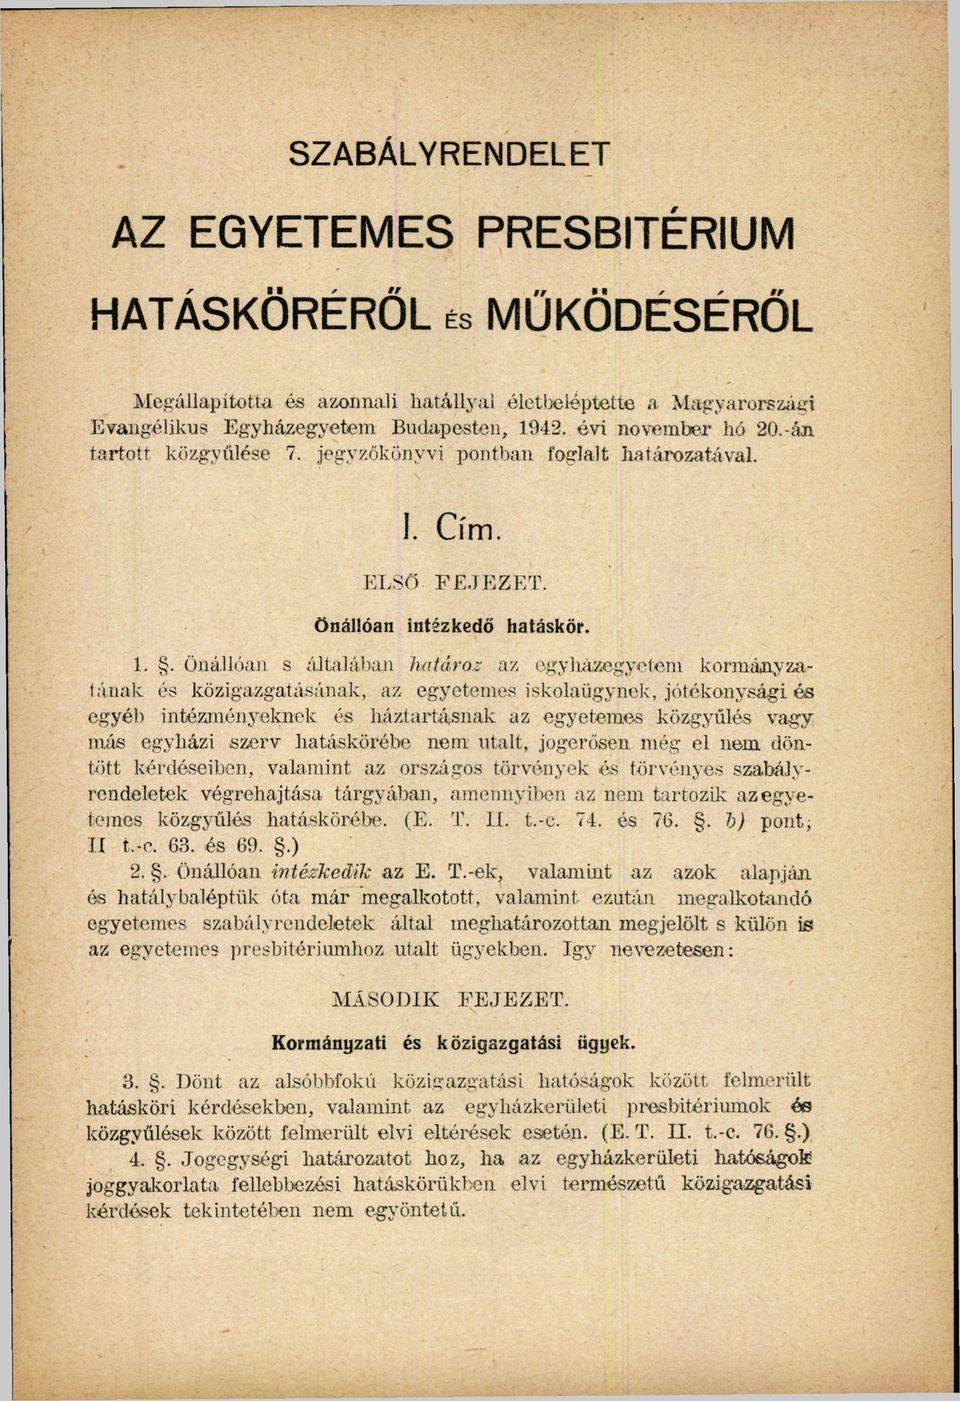 SZABÁLYRENDELET
AZ EGYETEMES PRESBITÉRIUM
HATÁSKÖRÉRŐL ÉS MŰKÖDÉSÉRŐL
Megállapította és azonnali hatállyal életbeléptette a Magyarországi
Evangélikus Egyházegyetem Budapesten, 1942. évi november hó 20.-án
tartott közgyűlése 7. jegyzőkönyvi pontban foglalt határozatával.
I. Cím.
ELSŐ FEJEZET.
Önállóan intézkedő hatáskör.
1. §. Önállóan s általában határoz az egyházegyetem kormányza-
tának és közigazgatásának, az egyetemes iskolaügynek, jótékonysági és
egyéb intézményeknek és háztartásnak az egyetemes közgyűlés vagy
más egyházi szerv hatáskörébe nem utalt, jogerősen még el nem dön-
tött kérdéseiben, valamint az országos törvények és törvényes szabály-
rendeletek végrehajtása tárgyában, amennyiben az nem tartozik az egye-
temes közgyűlés hatáskörébe. (E. T. II. t.-c. 74. és 76. §. b) pont;
II t.-c. 63. és 69. §.)
2. §. Önállóan intézkedik az E. T.-ek, valamint az azok alapján
és hatálybaléptük óta már megalkotott, valamint ezután megalkotandó
egyetemes szabályrendeletek által meghatározottan megjelölt s külön is
az egyetemes presbitériumhoz utalt ügyekben. Igy nevezetesen:
MÁSODIK FEJEZET.
Kormányzati és közigazgatási ügyek.
3. §. Dönt az alsóbbfokú közigazgatási hatóságok között felmerült
hatásköri kérdésekben, valamint az egyházkerületi presbitériumok és
közgyűlések között felmerült elvi eltérések esetén. (E. T. II. t.-c. 76. §.)
4. §. Jogegységi határozatot hoz, ha az egyházkerületi hatóságok
joggyakorlata fellebbezési hatáskörükben elvi természetű közigazgatási
kérdések tekintetében nem egyöntetű.